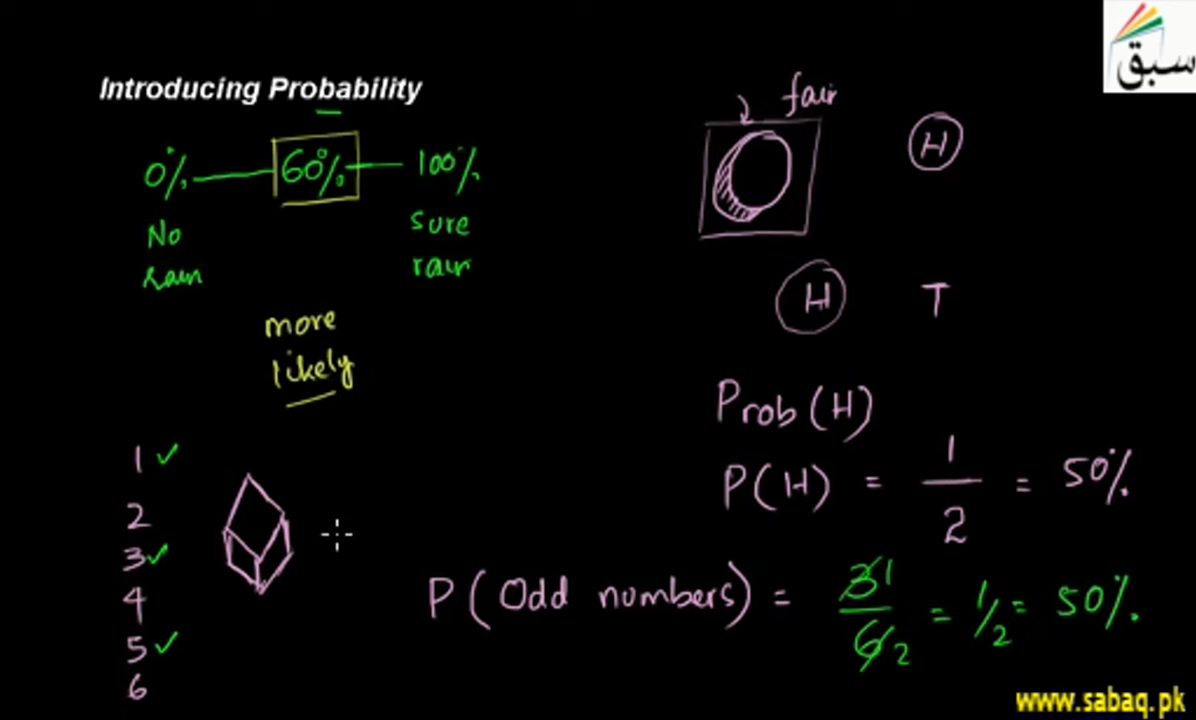 سبق
Introducing Probability
0% 60% 100%
No rain
Sure rain
more likely
fair
H
H T
Prob(H)
P(H) = 1/2 = 50%
1 ✓
2
3 ✓
4
5 ✓
6
P(Odd numbers) = 3 1 / 6 2 = 1/2 = 50%.
www.sabaq.pk